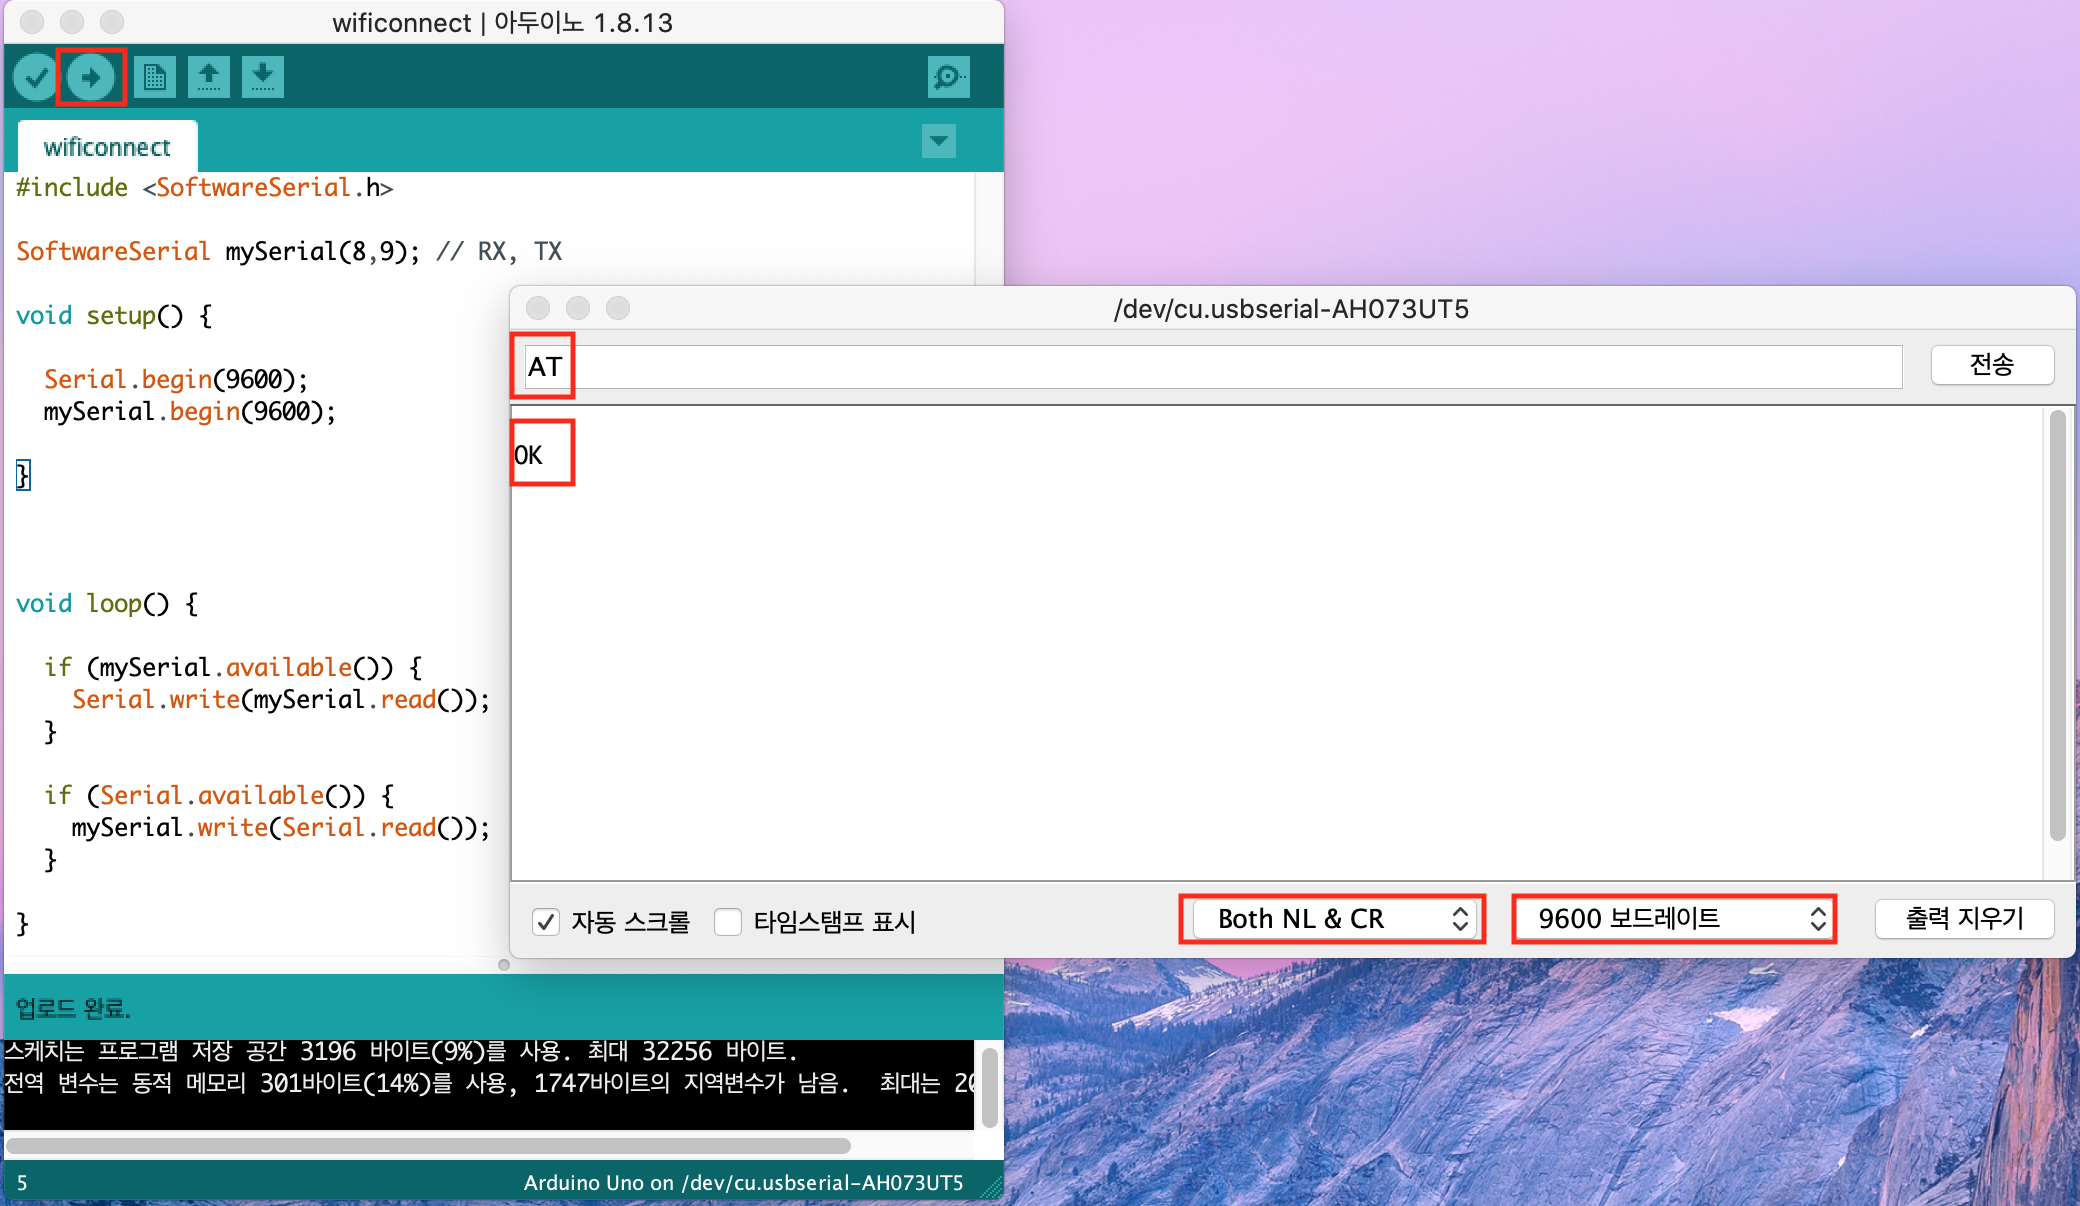 wificonnect | 아두이노 1.8.13
wificonnect
#include <SoftwareSerial.h>
SoftwareSerial mySerial(8,9); // RX, TX
void setup() {
Serial.begin(9600);
mySerial.begin(9600);
}
void loop() {
if (mySerial.available()) {
Serial.write(mySerial.read());
}
if (Serial.available()) {
mySerial.write(Serial.read());
}
}
업로드 완료.
스케치는 프로그램 저장 공간 3196 바이트(9%)를 사용. 최대 32256 바이트.
전역 변수는 동적 메모리 301바이트(14%)를 사용, 1747바이트의 지역변수가 남음.  최대는 20
5
Arduino Uno on /dev/cu.usbserial-AH073UT5
/dev/cu.usbserial-AH073UT5
AT
전송
OK
자동 스크롤
타임스탬프 표시
Both NL & CR
9600 보드레이트
출력 지우기